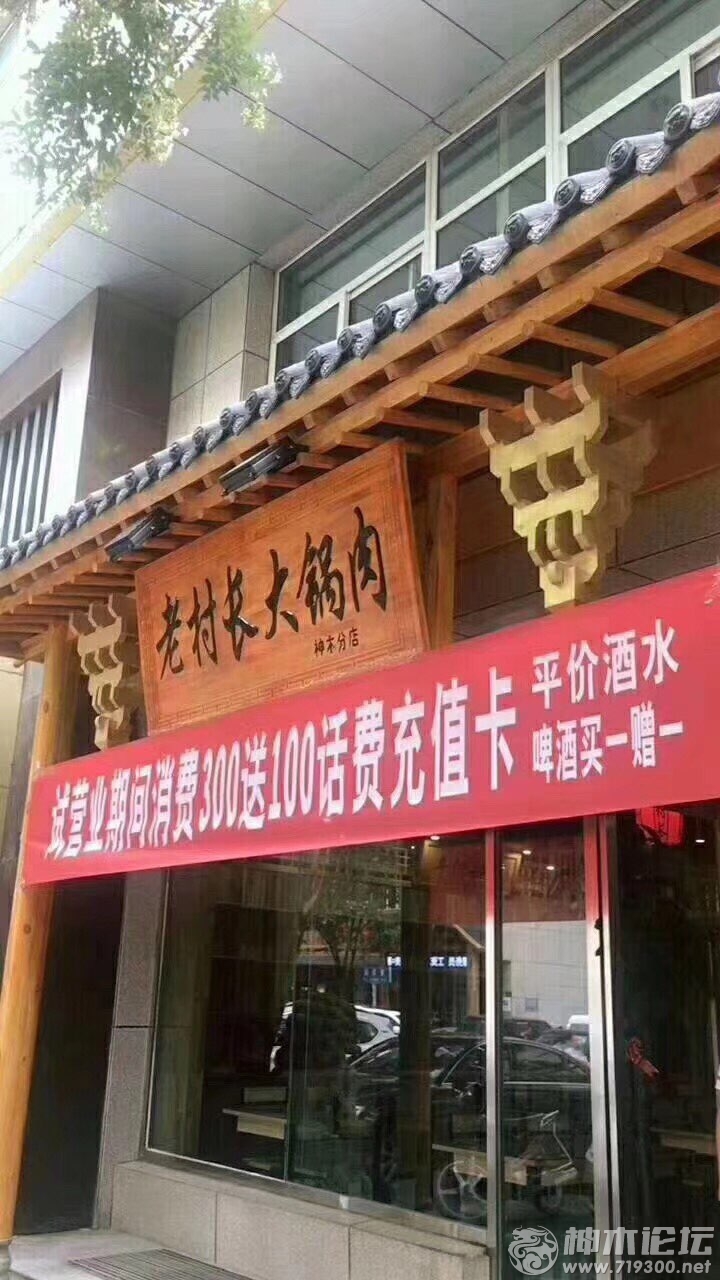 老村长大锅肉
神木分店
试营业期间消费300送100话费充值卡
平价酒水
啤酒买一赠一
神木论坛
www.719300.net